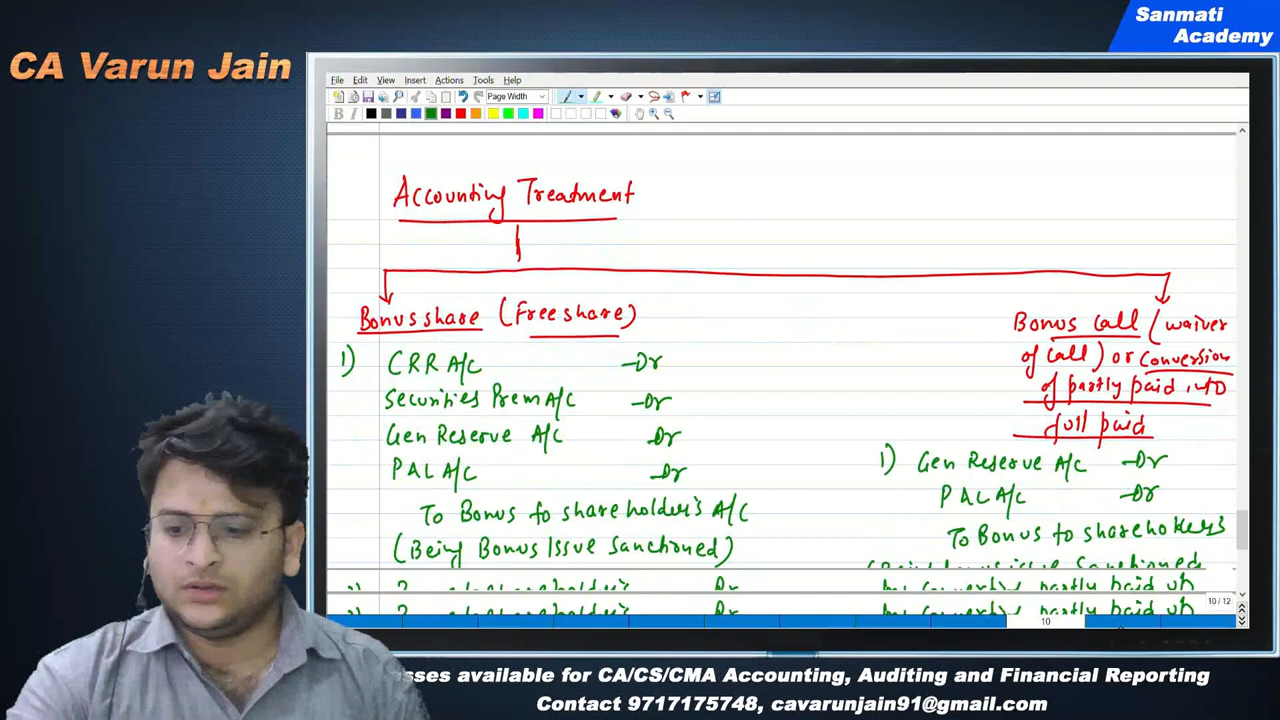 Sanmati
Academy
CA Varun Jain
File Edit View Insert Actions Tools Help
Page Width
Accounting Treatment
Bonus share (Free share)
1) CRR A/C Dr
Securities Prem A/C Dr
Gen Reserve A/C Dr
P&L A/C Dr
To Bonus to shareholder's A/C
(Being Bonus Issue Sanctioned)
Bonus Call (waiver
of Call) or Conversion
of partly paid into
full paid
1) Gen Reserve A/C Dr
P&L A/C Dr
To Bonus to shareholders
10/12
10
asses available for CA/CS/CMA Accounting, Auditing and Financial Reporting
Contact 9717175748, cavarunjain91@gmail.com